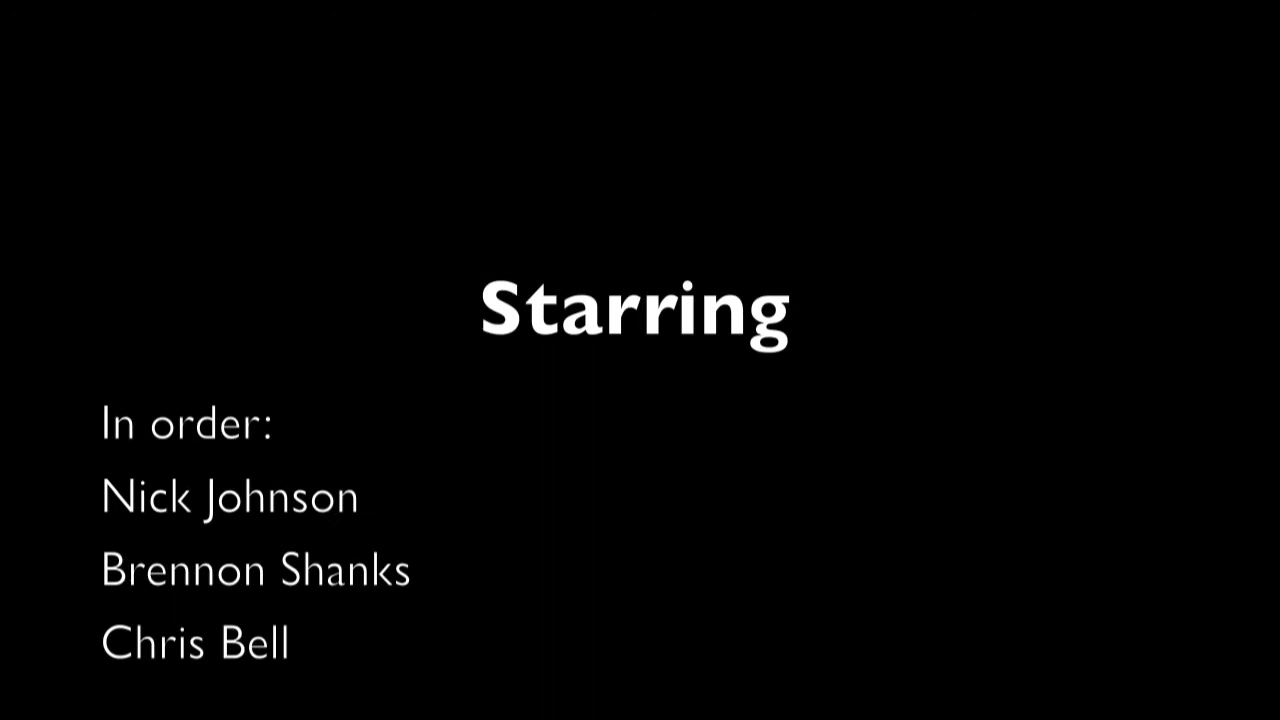 Starring
In order:
Nick Johnson
Brennon Shanks
Chris Bell